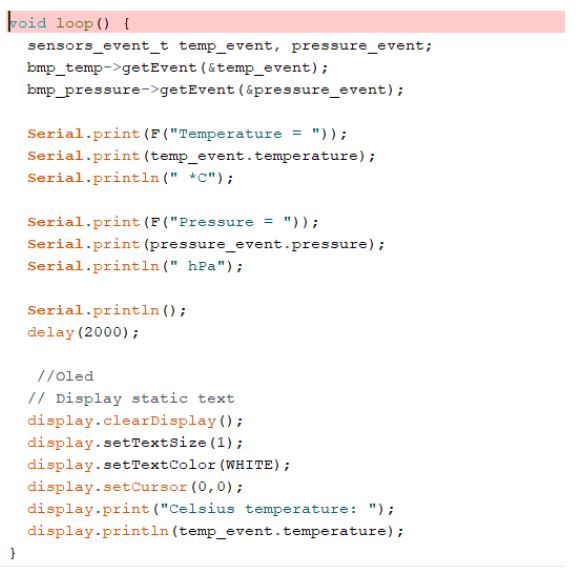 void loop() {
  sensors_event_t temp_event, pressure_event;
  bmp_temp->getEvent(&temp_event);
  bmp_pressure->getEvent(&pressure_event);

  Serial.print(F("Temperature = "));
  Serial.print(temp_event.temperature);
  Serial.println(" *C");

  Serial.print(F("Pressure = "));
  Serial.print(pressure_event.pressure);
  Serial.println(" hPa");

  Serial.println();
  delay(2000);

   //Oled
  // Display static text
  display.clearDisplay();
  display.setTextSize(1);
  display.setTextColor(WHITE);
  display.setCursor(0,0);
  display.print("Celsius temperature: ");
  display.println(temp_event.temperature);
}